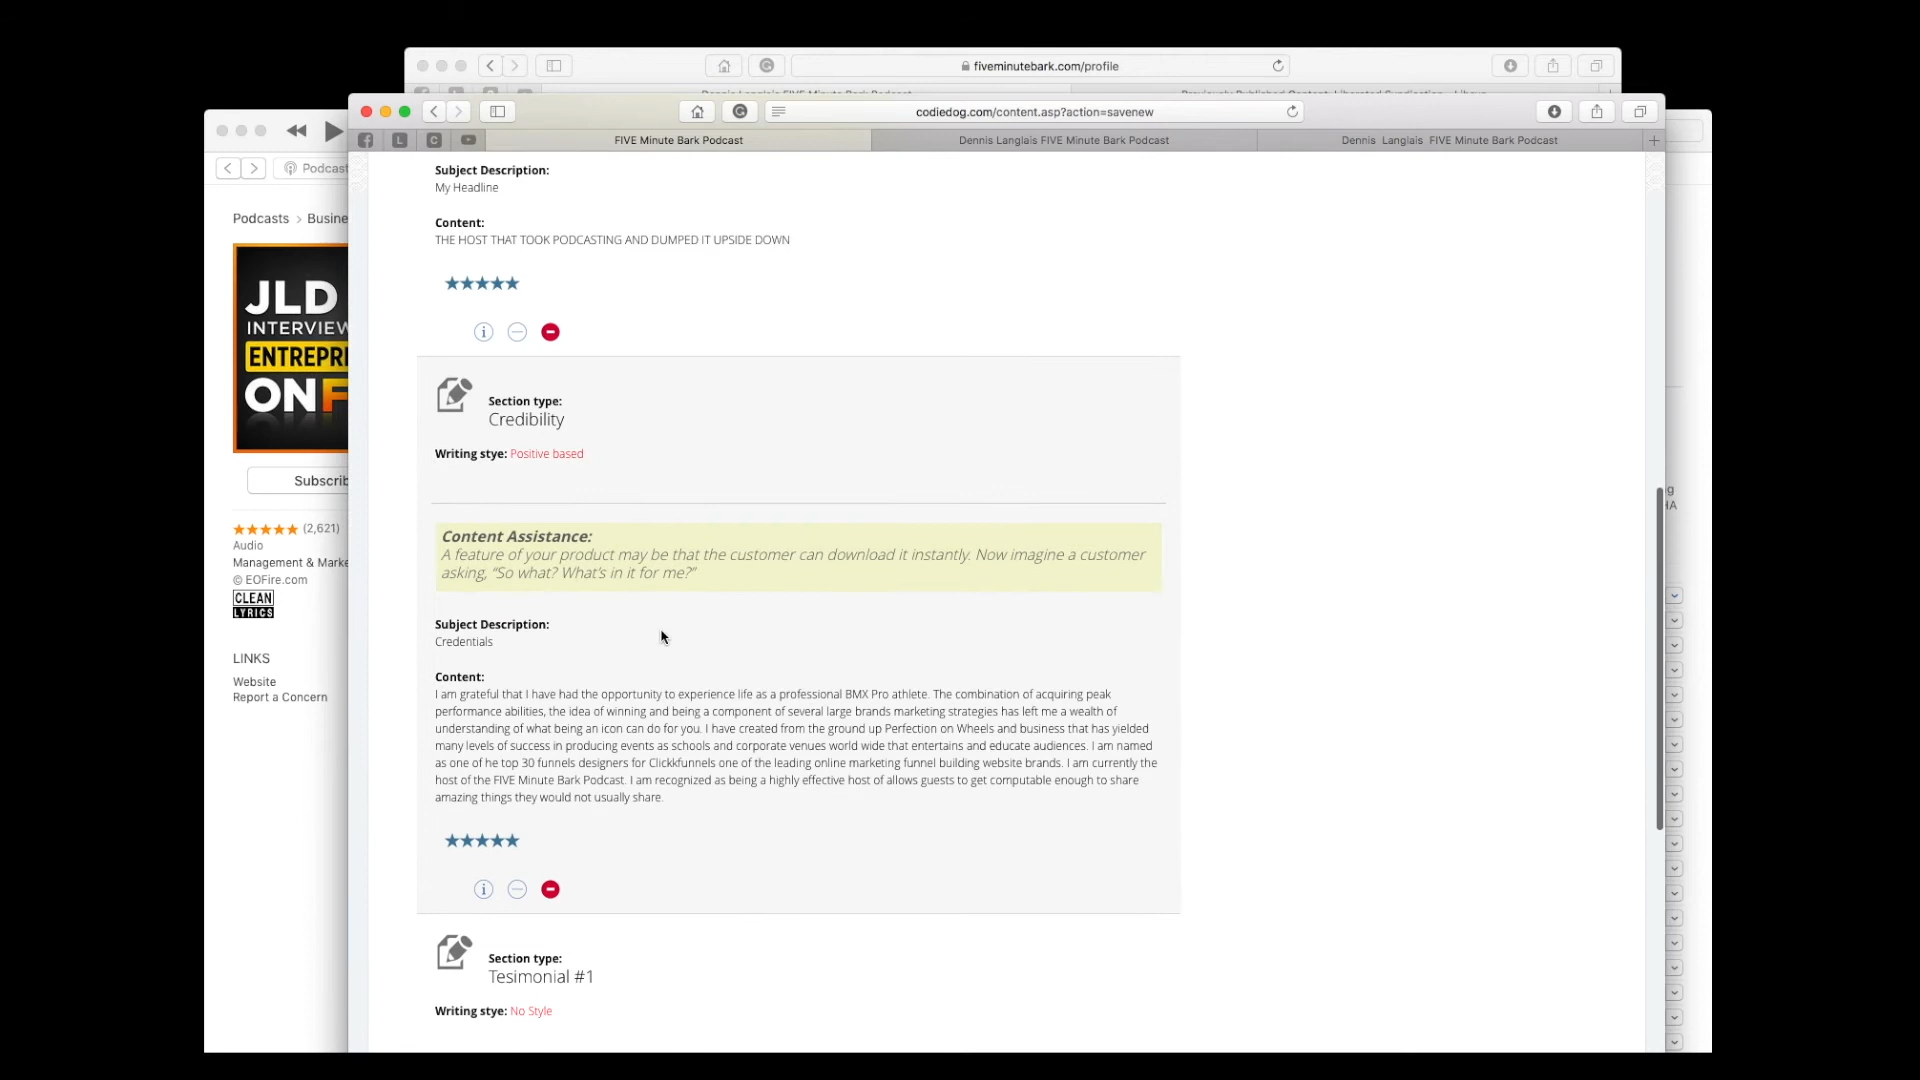 fiveminutebark.com/profile
codiedog.com/content.asp?action=savenew
L
C
FIVE Minute Bark Podcast
Dennis Langlais FIVE Minute Bark Podcast
Dennis Langlais FIVE Minute Bark Podcast
Podcast
Podcasts > Busine
JLD
INTERVIEW
ENTREPRE
ON F
Subscrib
★★★★★ (2,621)
Audio
Management & Marke
© EOFire.com
CLEAN
LYRICS
LINKS
Website
Report a Concern
Subject Description:
My Headline
Content:
THE HOST THAT TOOK PODCASTING AND DUMPED IT UPSIDE DOWN
★★★★★
Section type:
Credibility
Writing stye: Positive based
Content Assistance:
A feature of your product may be that the customer can download it instantly. Now imagine a customer
asking, “So what? What’s in it for me?”
Subject Description:
Credentials
Content:
I am grateful that I have had the opportunity to experience life as a professional BMX Pro athlete. The combination of acquiring peak
performance abilities, the idea of winning and being a component of several large brands marketing strategies has left me a wealth of
understanding of what being an icon can do for you. I have created from the ground up Perfection on Wheels and business that has yielded
many levels of success in producing events as schools and corporate venues world wide that entertains and educate audiences. I am named
as one of he top 30 funnels designers for Clickkfunnels one of the leading online marketing funnel building website brands. I am currently the
host of the FIVE Minute Bark Podcast. I am recognized as being a highly effective host of allows guests to get computable enough to share
amazing things they would not usually share.
★★★★★
Section type:
Tesimonial #1
Writing stye: No Style
g
HA